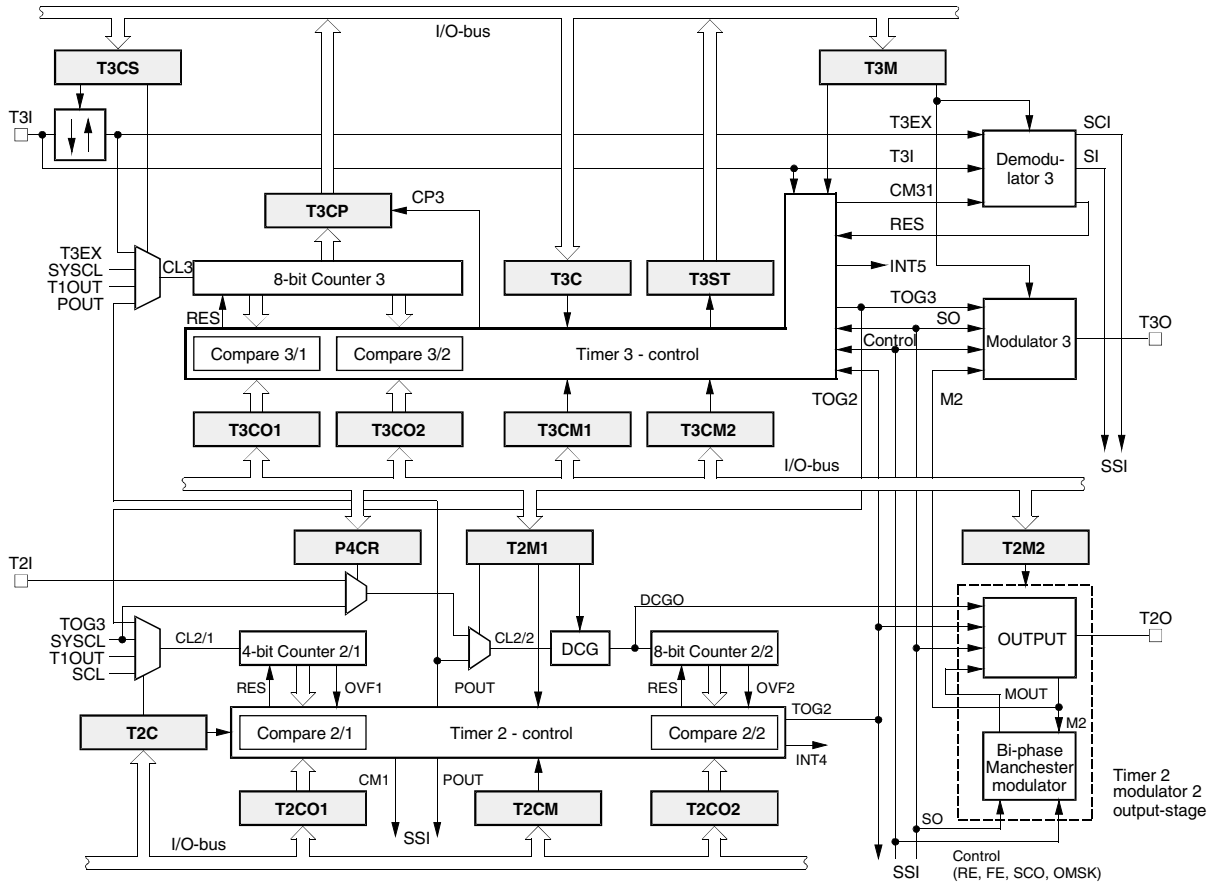 I/O-bus
T3CS
T3M
T3I
T3EX
SCI
T3I
SI
Demodu-
lator 3
CM31
T3CP
CP3
RES
T3EX
SYSCL
T1OUT
POUT
CL3
8-bit Counter 3
T3C
T3ST
INT5
TOG3
RES
SO
Modulator 3
T3O
Compare 3/1
Compare 3/2
Timer 3 - control
Control
TOG2
M2
T3CO1
T3CO2
T3CM1
T3CM2
I/O-bus
SSI
P4CR
T2M1
T2M2
T2I
DCGO
TOG3
SYSCL
T1OUT
SCL
CL2/1
4-bit Counter 2/1
CL2/2
DCG
8-bit Counter 2/2
OUTPUT
T2O
RES
OVF1
POUT
RES
OVF2
MOUT
TOG2
M2
T2C
Compare 2/1
Timer 2 - control
Compare 2/2
INT4
Bi-phase
Manchester
modulator
Timer 2
modulator 2
output-stage
CM1
POUT
T2CO1
T2CM
T2CO2
SSI
SO
I/O-bus
SSI
Control
(RE, FE, SCO, OMSK)